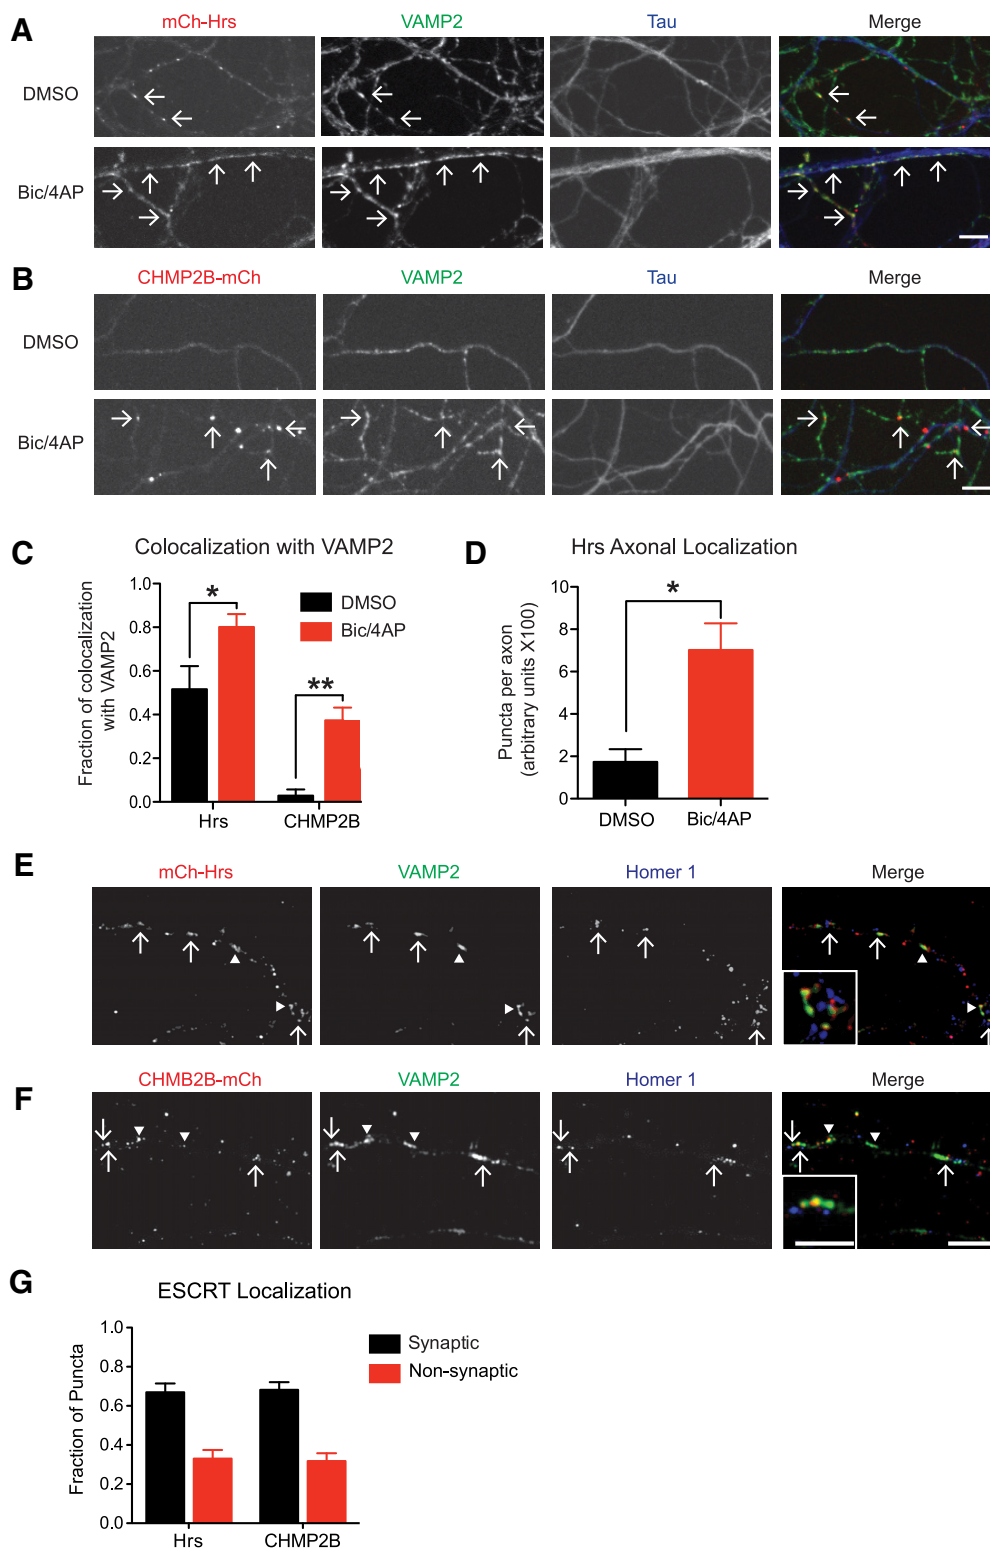 A
mCh-Hrs VAMP2 Tau Merge
DMSO
Bic/4AP
B
CHMP2B-mCh VAMP2 Tau Merge
DMSO
Bic/4AP
C
Colocalization with VAMP2
Fraction of colocalization
with VAMP2
1.0
0.8
0.6
0.4
0.2
0.0
*
**
DMSO
Bic/4AP
Hrs CHMP2B
D
Hrs Axonal Localization
Puncta per axon
(arbitrary units X100)
10
8
6
4
2
0
*
DMSO Bic/4AP
E
mCh-Hrs VAMP2 Homer 1 Merge
F
CHMB2B-mCh VAMP2 Homer 1 Merge
G
ESCRT Localization
Fraction of Puncta
1.0
0.8
0.6
0.4
0.2
0.0
Synaptic
Non-synaptic
Hrs CHMP2B